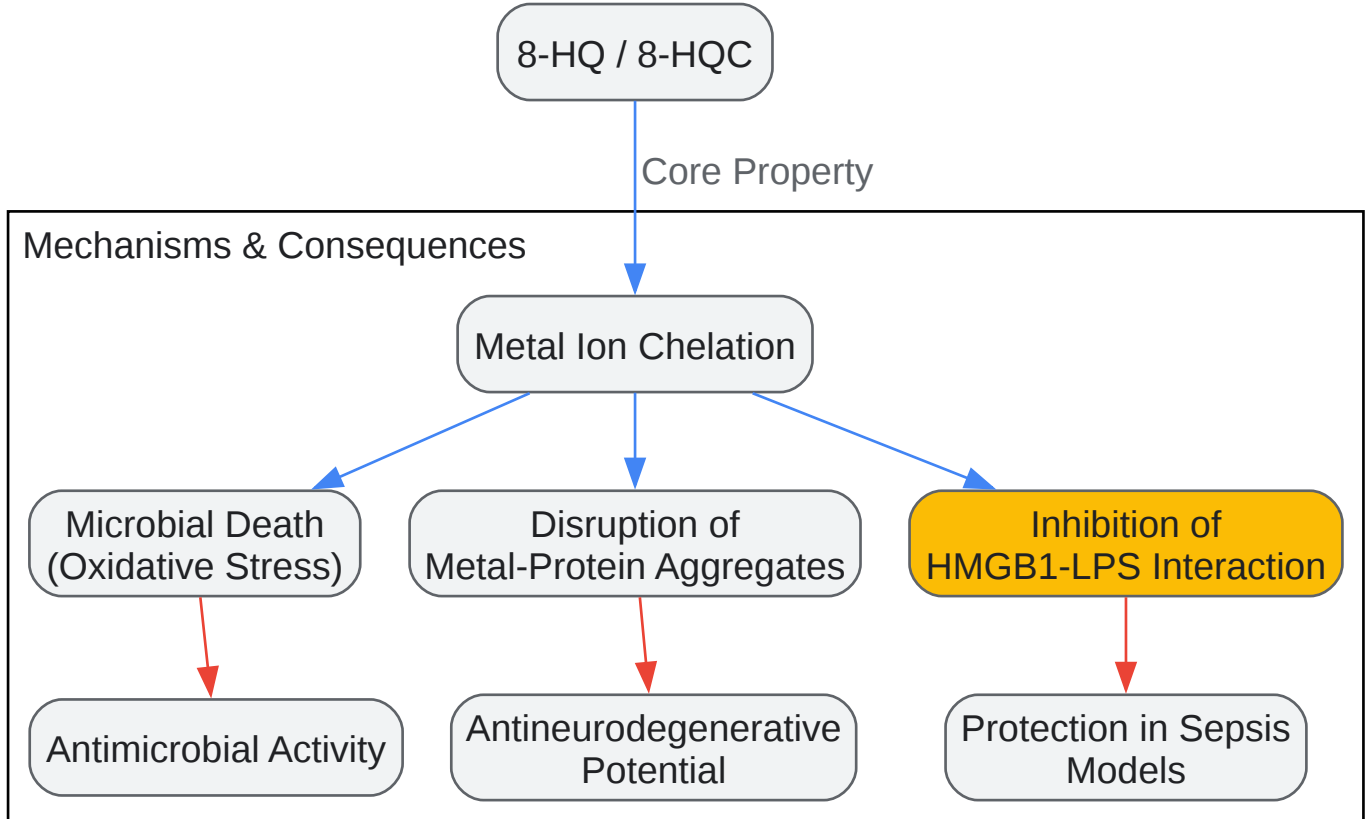 8-HQ / 8-HQC
Core Property
Mechanisms & Consequences
Metal Ion Chelation
Microbial Death
(Oxidative Stress)
Disruption of
Metal-Protein Aggregates
Inhibition of
HMGB1-LPS Interaction
Antimicrobial Activity
Antineurodegenerative
Potential
Protection in Sepsis
Models